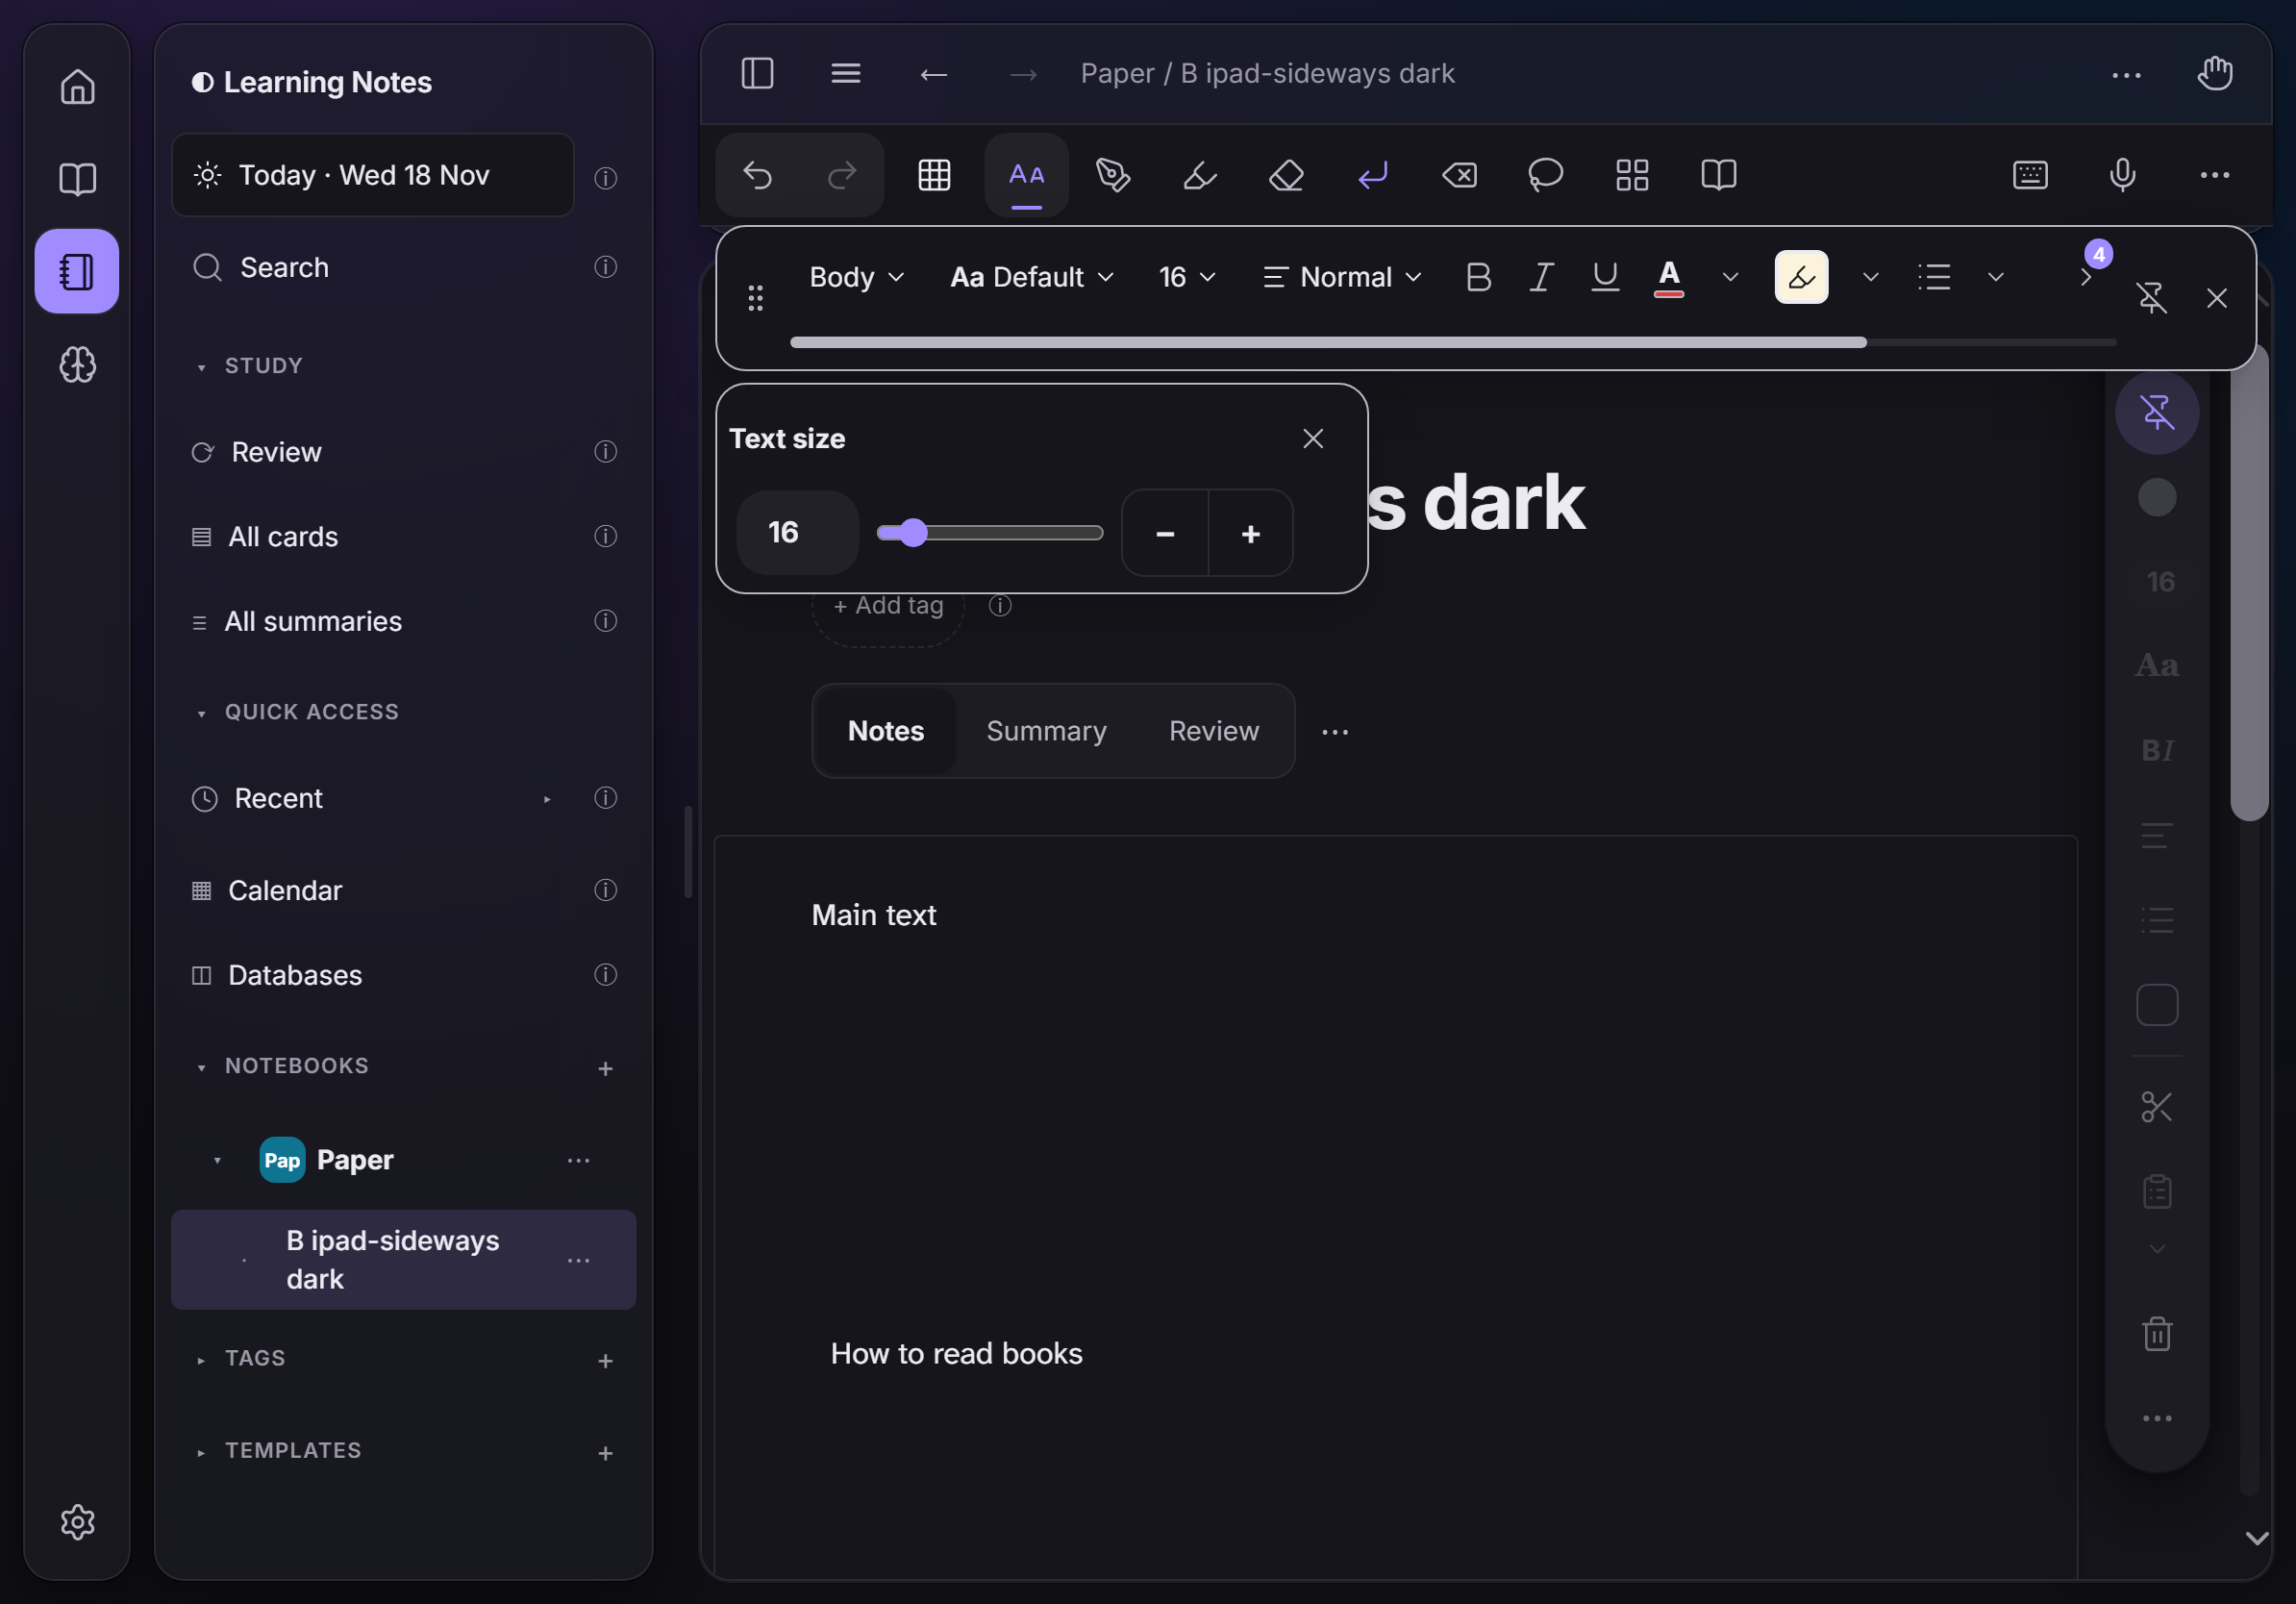 Learning Notes
Today · Wed 18 Nov
Search
STUDY
Review
All cards
All summaries
QUICK ACCESS
Recent
Calendar
Databases
NOTEBOOKS
Pap Paper
B ipad-sideways
dark
TAGS
TEMPLATES
Paper / B ipad-sideways dark
AA
Body Aa Default 16 Normal B I U A 4
Text size
16 − +
s dark
+ Add tag
Notes Summary Review
Main text
How to read books
16
Aa
BI